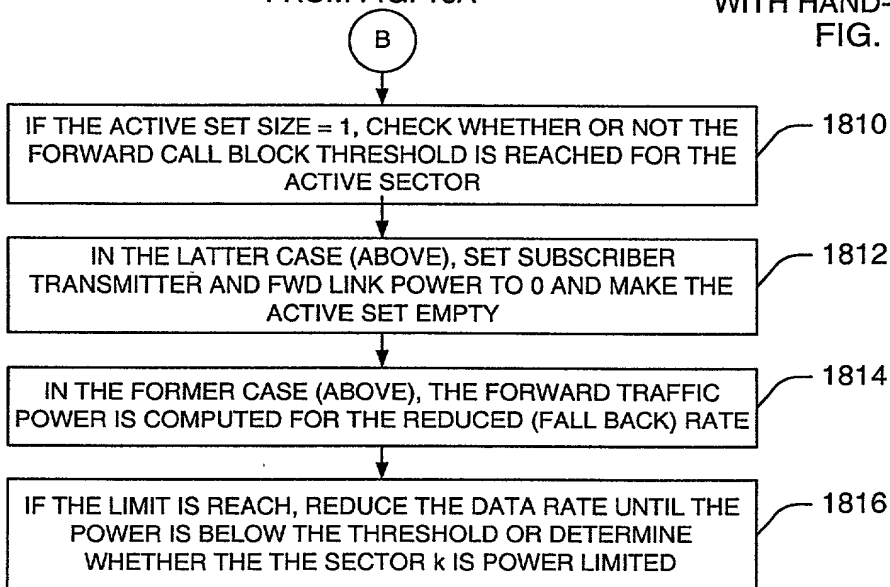 WITH HAND-
FIG.
B
IF THE ACTIVE SET SIZE = 1, CHECK WHETHER OR NOT THE
FORWARD CALL BLOCK THRESHOLD IS REACHED FOR THE
ACTIVE SECTOR
1810
IN THE LATTER CASE (ABOVE), SET SUBSCRIBER
TRANSMITTER AND FWD LINK POWER TO 0 AND MAKE THE
ACTIVE SET EMPTY
1812
IN THE FORMER CASE (ABOVE), THE FORWARD TRAFFIC
POWER IS COMPUTED FOR THE REDUCED (FALL BACK) RATE
1814
IF THE LIMIT IS REACH, REDUCE THE DATA RATE UNTIL THE
POWER IS BELOW THE THRESHOLD OR DETERMINE
WHETHER THE THE SECTOR k IS POWER LIMITED
1816